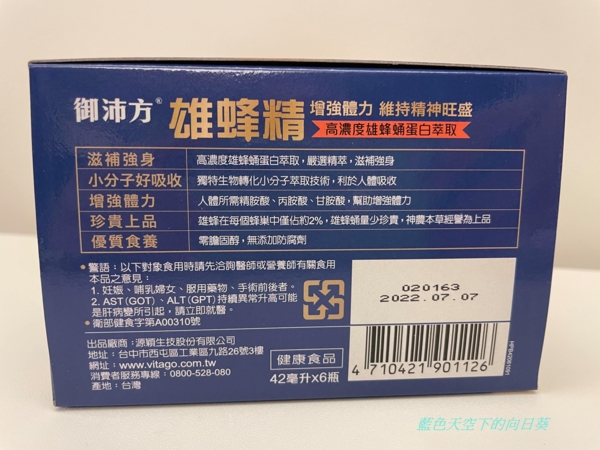 御沛方® 雄蜂精 增強體力 維持精神旺盛
高濃度雄蜂蛹蛋白萃取
滋補強身 高濃度雄蜂蛹蛋白萃取，嚴選精萃，滋補強身
小分子好吸收 獨特生物轉化小分子萃取技術，利於人體吸收
增強體力 人體所需精胺酸、丙胺酸、甘胺酸，幫助增強體力
珍貴上品 雄蜂在每個蜂巢中僅佔約2%，雄蜂蛹量少珍貴，神農本草經譽為上品
優質食養 零膽固醇，無添加防腐劑
●警語：以下對象食用時請先洽詢醫師或營養師有關食用
本品之意見：
1. 妊娠、哺乳婦女、服用藥物、手術前後者。
2. AST(GOT)、ALT(GPT)持續異常升高可能
是肝病變所引起，請立即就醫。
●衛部健食字第A00310號
020163
2022.07.07
出品廠商：源穎生技股份有限公司
地址：台中市西屯區工業區九路26號3樓
網址：www.vitago.com.tw
消費者服務專線：0800-528-080
產地：台灣
健康食品
42毫升x6瓶
4 710421 901126
藍色天空下的向日葵